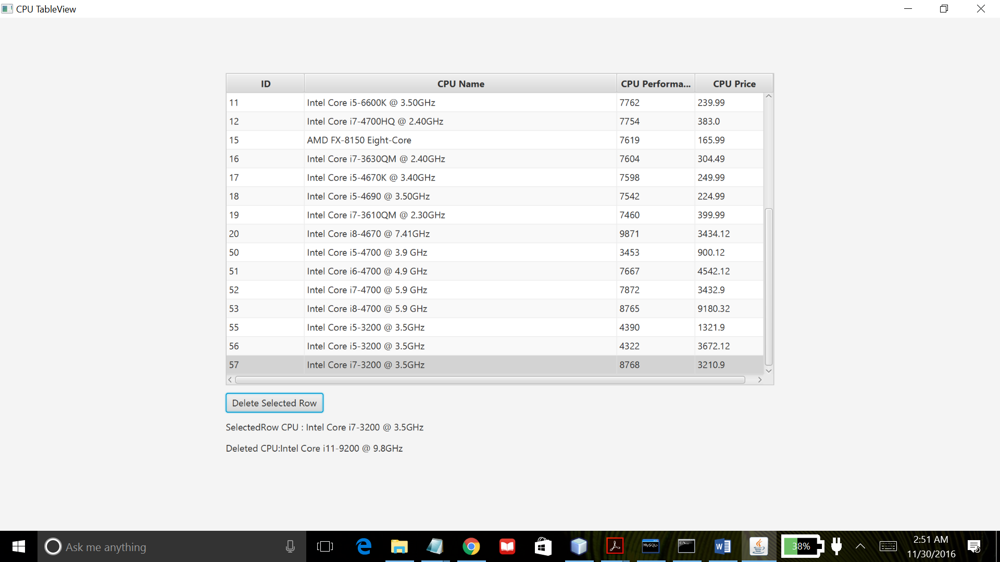 CPU TableView
ID CPU Name CPU Performa... CPU Price
11 Intel Core i5-6600K @ 3.50GHz 7762 239.99
12 Intel Core i7-4700HQ @ 2.40GHz 7754 383.0
15 AMD FX-8150 Eight-Core 7619 165.99
16 Intel Core i7-3630QM @ 2.40GHz 7604 304.49
17 Intel Core i5-4670K @ 3.40GHz 7598 249.99
18 Intel Core i5-4690 @ 3.50GHz 7542 224.99
19 Intel Core i7-3610QM @ 2.30GHz 7460 399.99
20 Intel Core i8-4670 @ 7.41GHz 9871 3434.12
50 Intel Core i5-4700 @ 3.9 GHz 3453 900.12
51 Intel Core i6-4700 @ 4.9 GHz 7667 4542.12
52 Intel Core i7-4700 @ 5.9 GHz 7872 3432.9
53 Intel Core i8-4700 @ 5.9 GHz 8765 9180.32
55 Intel Core i5-3200 @ 3.5GHz 4390 1321.9
56 Intel Core i5-3200 @ 3.5GHz 4322 3672.12
57 Intel Core i7-3200 @ 3.5GHz 8768 3210.9
Delete Selected Row
SelectedRow CPU : Intel Core i7-3200 @ 3.5GHz
Deleted CPU:Intel Core i11-9200 @ 9.8GHz
Ask me anything
MySQL
38%
2:51 AM
11/30/2016